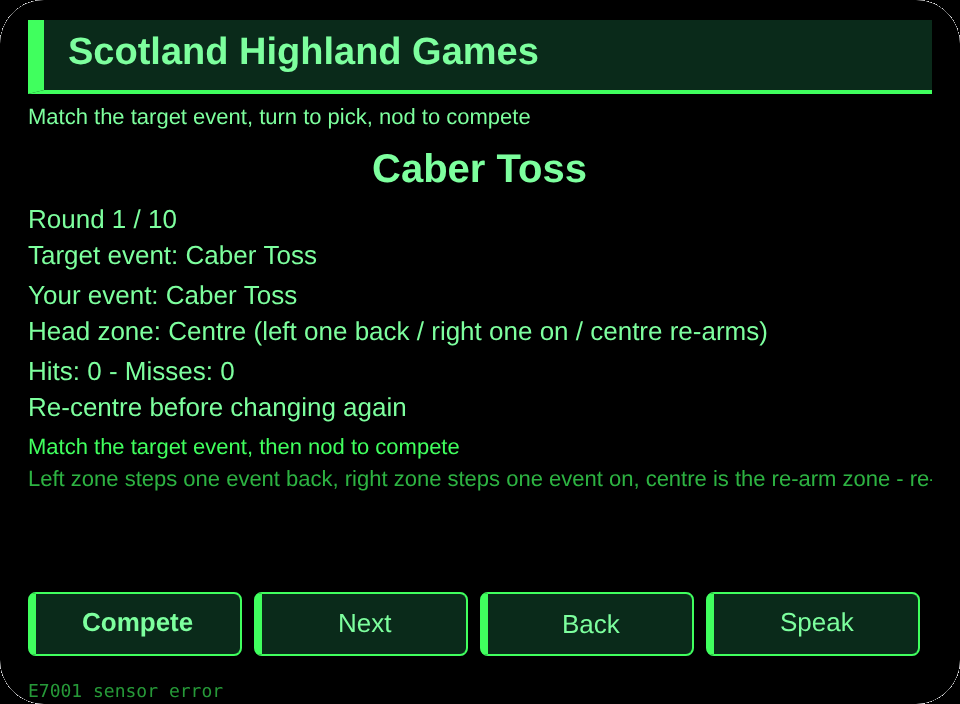 Scotland Highland Games
Match the target event, turn to pick, nod to compete
Caber Toss
Round 1 / 10
Target event: Caber Toss
Your event: Caber Toss
Head zone: Centre (left one back / right one on / centre re-arms)
Hits: 0 - Misses: 0
Re-centre before changing again
Match the target event, then nod to compete
Left zone steps one event back, right zone steps one event on, centre is the re-arm zone - re-
Compete
Next
Back
Speak
E7001 sensor error